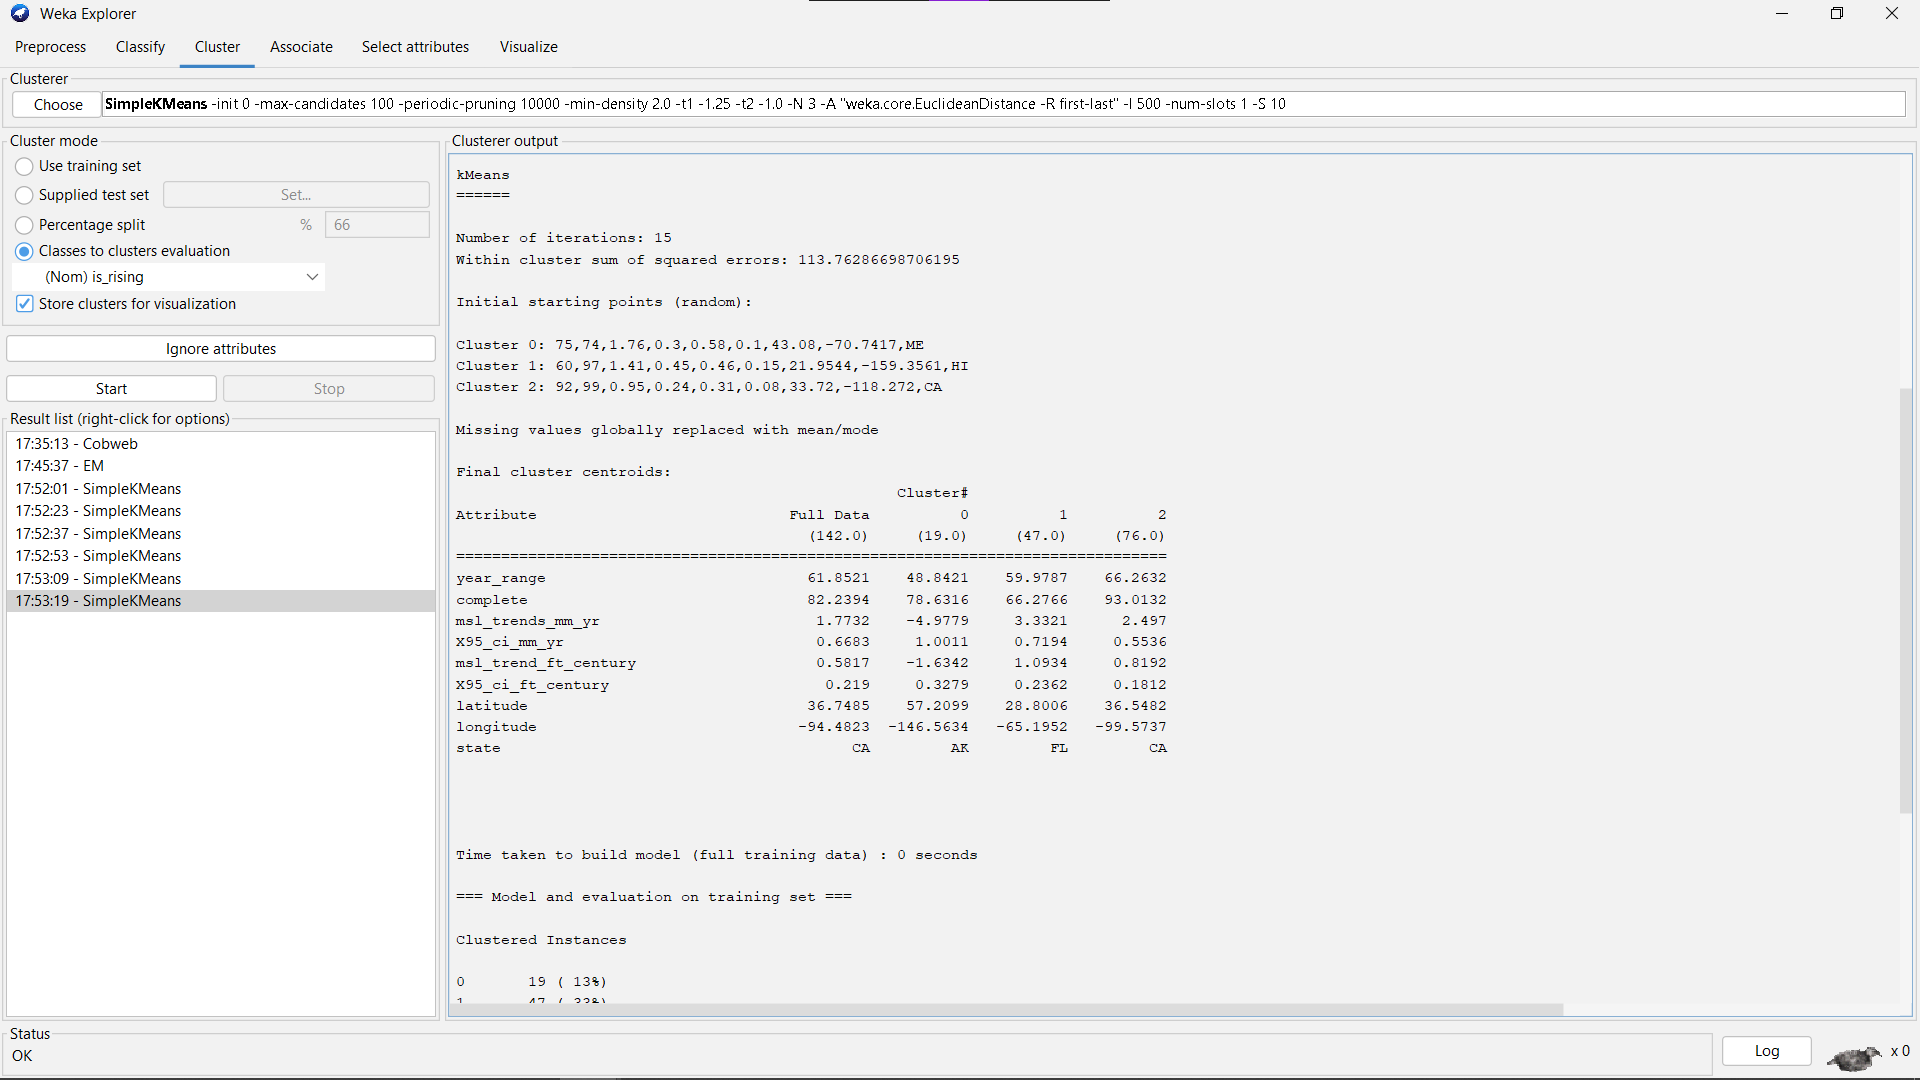 Weka Explorer
Preprocess Classify Cluster Associate Select attributes Visualize
Clusterer
Choose SimpleKMeans -init 0 -max-candidates 100 -periodic-pruning 10000 -min-density 2.0 -t1 -1.25 -t2 -1.0 -N 3 -A "weka.core.EuclideanDistance -R first-last" -I 500 -num-slots 1 -S 10
Cluster mode
Use training set
Supplied test set Set...
Percentage split % 66
Classes to clusters evaluation
(Nom) is_rising
Store clusters for visualization
Ignore attributes
Start Stop
Result list (right-click for options)
17:35:13 - Cobweb
17:45:37 - EM
17:52:01 - SimpleKMeans
17:52:23 - SimpleKMeans
17:52:37 - SimpleKMeans
17:52:53 - SimpleKMeans
17:53:09 - SimpleKMeans
17:53:19 - SimpleKMeans
Clusterer output
kMeans
======
Number of iterations: 15
Within cluster sum of squared errors: 113.76286698706195
Initial starting points (random):
Cluster 0: 75,74,1.76,0.3,0.58,0.1,43.08,-70.7417,ME
Cluster 1: 60,97,1.41,0.45,0.46,0.15,21.9544,-159.3561,HI
Cluster 2: 92,99,0.95,0.24,0.31,0.08,33.72,-118.272,CA
Missing values globally replaced with mean/mode
Final cluster centroids:
Cluster#
Attribute Full Data 0 1 2
(142.0) (19.0) (47.0) (76.0)
===============================================================================
year_range 61.8521 48.8421 59.9787 66.2632
complete 82.2394 78.6316 66.2766 93.0132
msl_trends_mm_yr 1.7732 -4.9779 3.3321 2.497
X95_ci_mm_yr 0.6683 1.0011 0.7194 0.5536
msl_trend_ft_century 0.5817 -1.6342 1.0934 0.8192
X95_ci_ft_century 0.219 0.3279 0.2362 0.1812
latitude 36.7485 57.2099 28.8006 36.5482
longitude -94.4823 -146.5634 -65.1952 -99.5737
state CA AK FL CA
Time taken to build model (full training data) : 0 seconds
=== Model and evaluation on training set ===
Clustered Instances
0 19 ( 13%)
1 47 ( 33%)
Status
OK
Log x 0